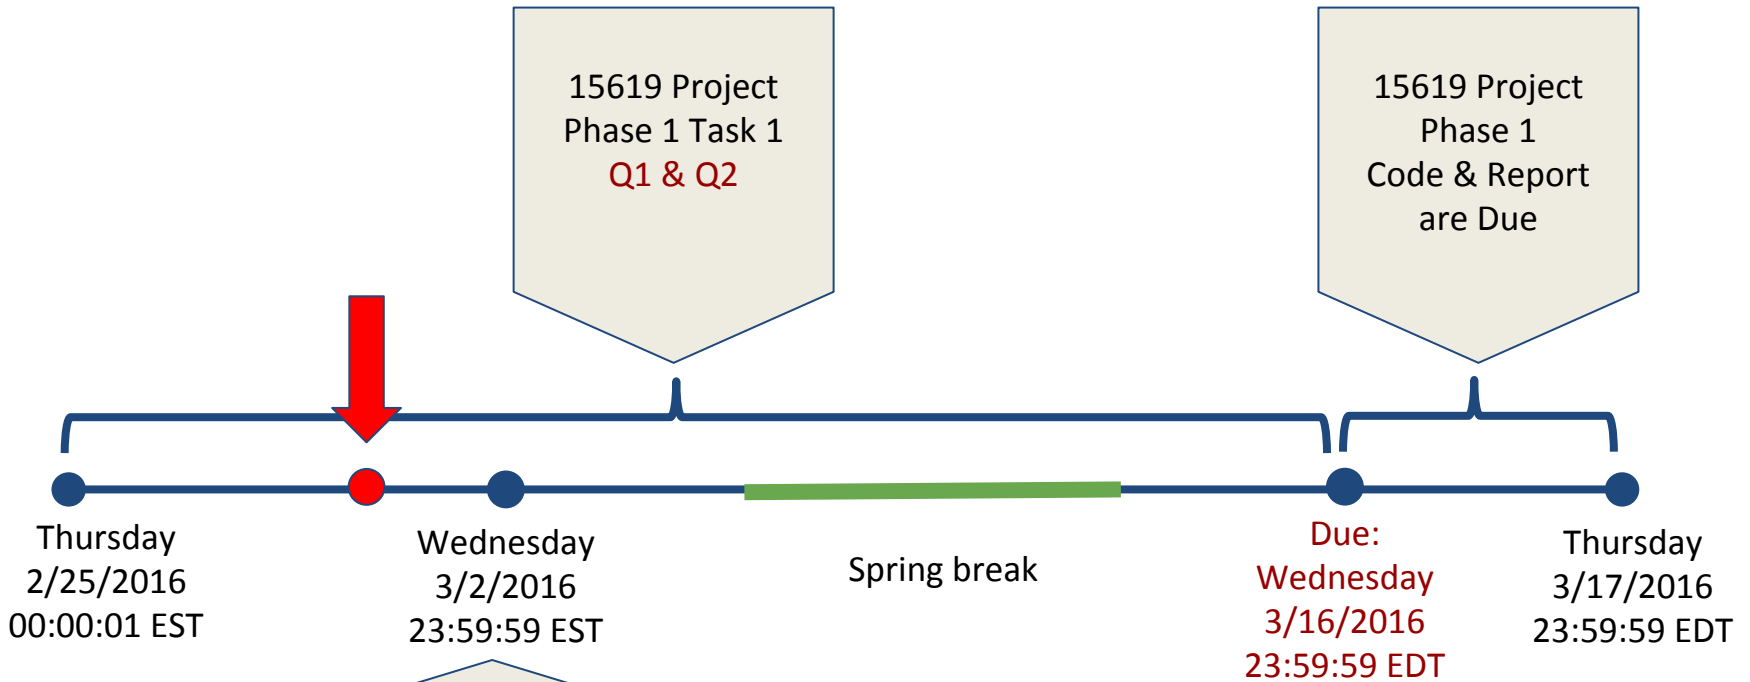 15619 Project
Phase 1 Task 1
Q1 & Q2
15619 Project
Phase 1
Code & Report
are Due
Thursday
2/25/2016
00:00:01 EST
Wednesday
3/2/2016
23:59:59 EST
Spring break
Due:
Wednesday
3/16/2016
23:59:59 EDT
Thursday
3/17/2016
23:59:59 EDT